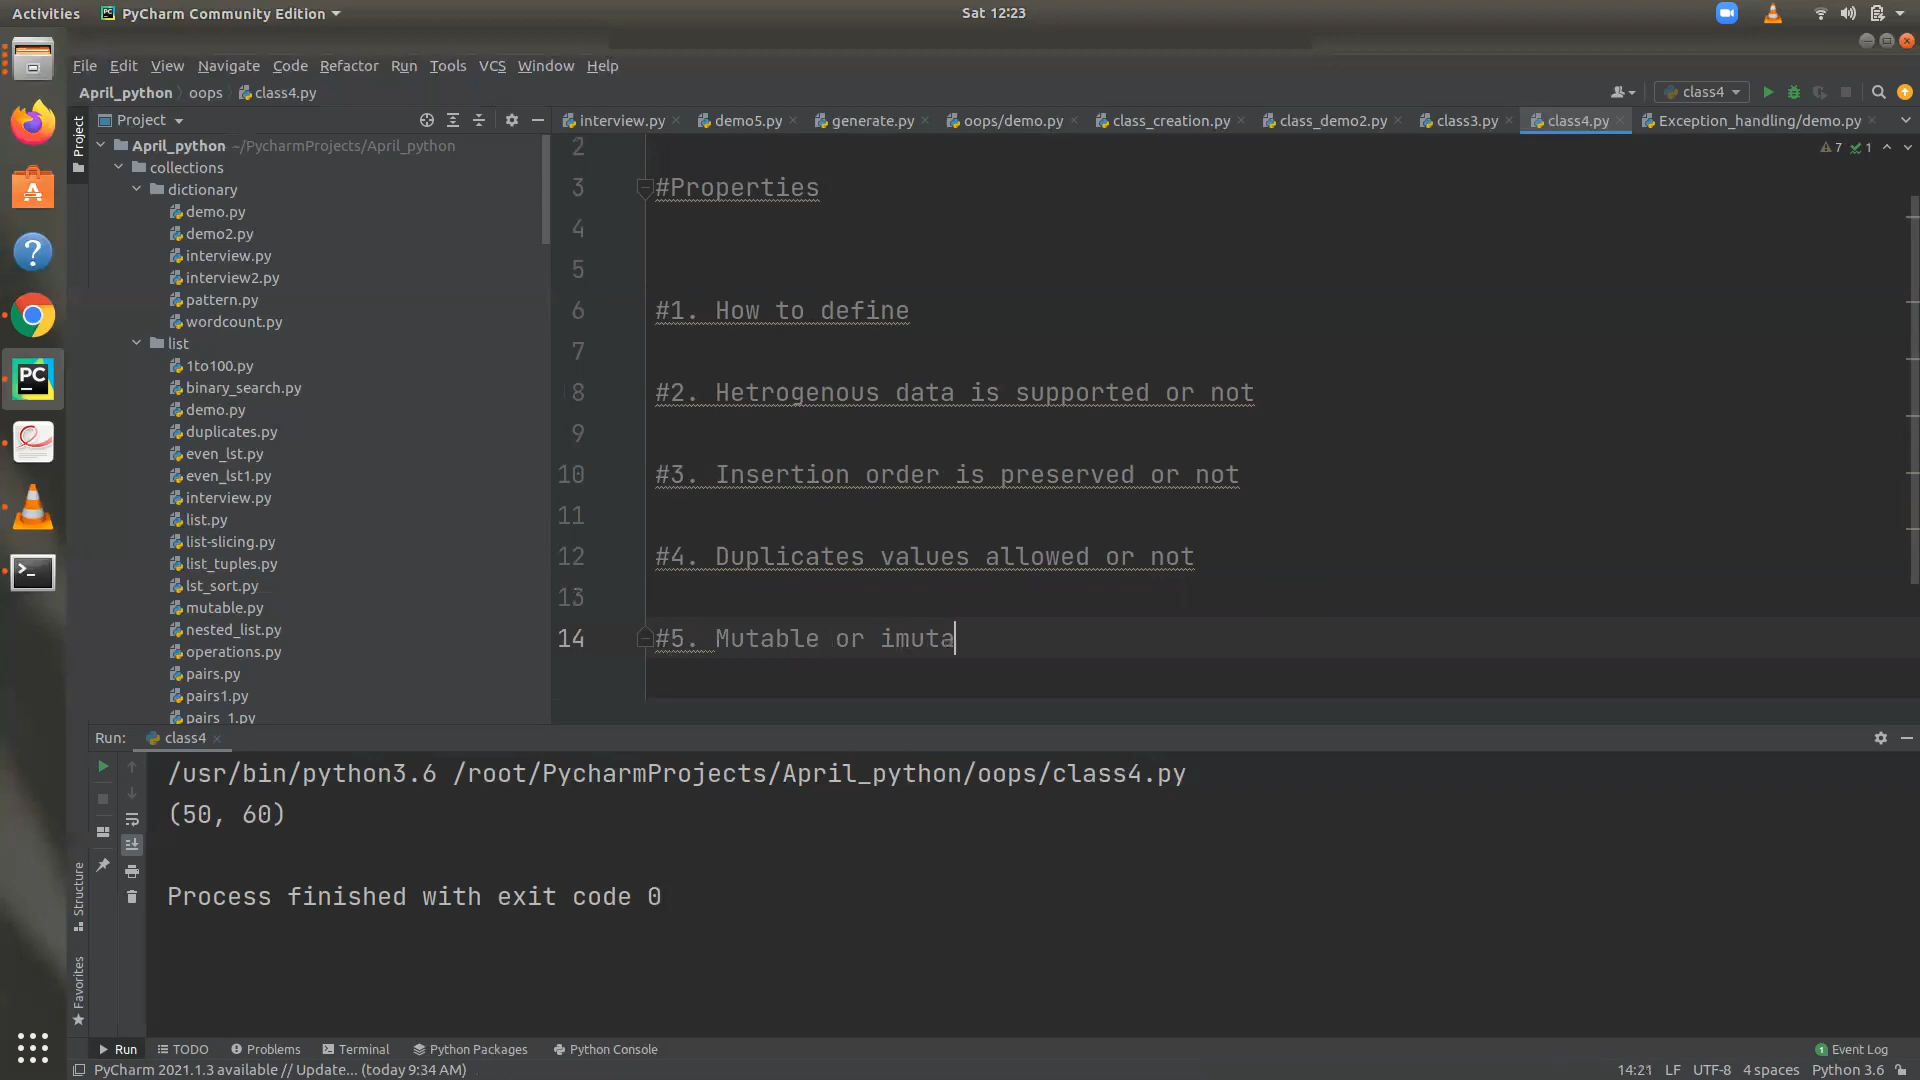 Activities
PyCharm Community Edition
Sat 12:23
File Edit View Navigate Code Refactor Run Tools VCS Window Help
April_python oops class4.py
class4
Project
Project
interview.py demo5.py generate.py oops/demo.py class_creation.py class_demo2.py class3.py class4.py Exception_handling/demo.py
April_python ~/PycharmProjects/April_python
collections
dictionary
demo.py
demo2.py
interview.py
interview2.py
pattern.py
wordcount.py
list
1to100.py
binary_search.py
demo.py
duplicates.py
even_lst.py
even_lst1.py
interview.py
list.py
list-slicing.py
list_tuples.py
lst_sort.py
mutable.py
nested_list.py
operations.py
pairs.py
pairs1.py
pairs_1.py
7 1
2
3 #Properties
4
5
6 #1. How to define
7
8 #2. Hetrogenous data is supported or not
9
10 #3. Insertion order is preserved or not
11
12 #4. Duplicates values allowed or not
13
14 #5. Mutable or imuta
Run: class4
/usr/bin/python3.6 /root/PycharmProjects/April_python/oops/class4.py
(50, 60)
Process finished with exit code 0
Structure
Favorites
Run TODO Problems Terminal Python Packages Python Console
1 Event Log
PyCharm 2021.1.3 available // Update... (today 9:34 AM)
14:21 LF UTF-8 4 spaces Python 3.6
PC